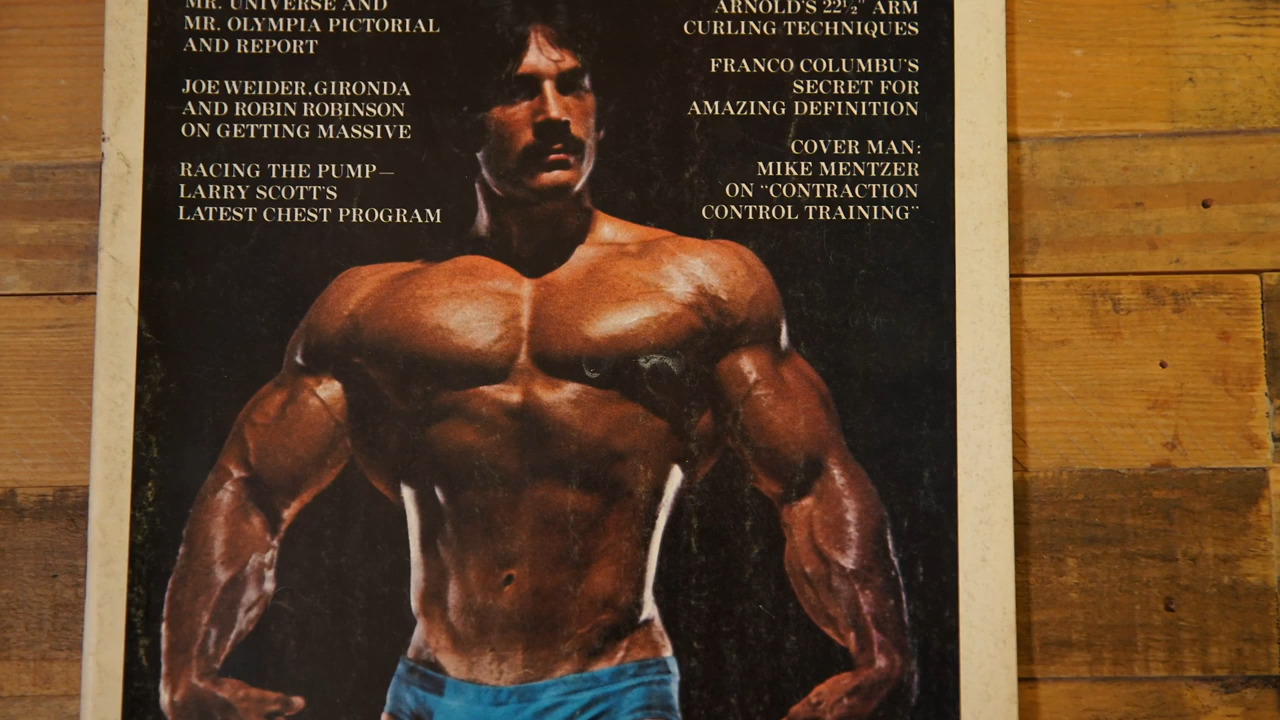 MR. UNIVERSE AND
MR. OLYMPIA PICTORIAL
AND REPORT
JOE WEIDER, GIRONDA
AND ROBIN ROBINSON
ON GETTING MASSIVE
RACING THE PUMP—
LARRY SCOTT'S
LATEST CHEST PROGRAM
ARNOLD'S 22½" ARM
CURLING TECHNIQUES
FRANCO COLUMBU'S
SECRET FOR
AMAZING DEFINITION
COVER MAN:
MIKE MENTZER
ON "CONTRACTION
CONTROL TRAINING"